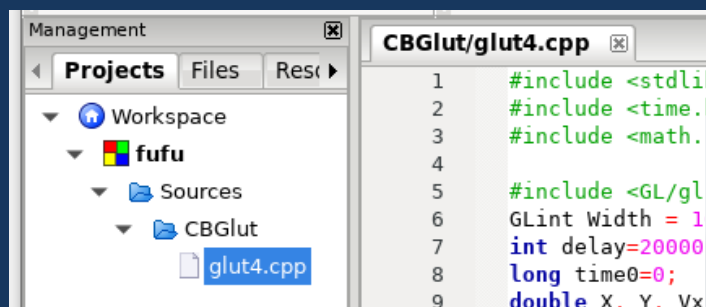 Management
Projects Files
Workspace
fufu
Sources
CBGlut
glut4.cpp
CBGlut/glut4.cpp
1 #include <stdli
2 #include <time.
3 #include <math.
4
5 #include <GL/gl
6 GLint Width = 1
7 int delay=20000
8 long time0=0;
9 double X, Y, Vx